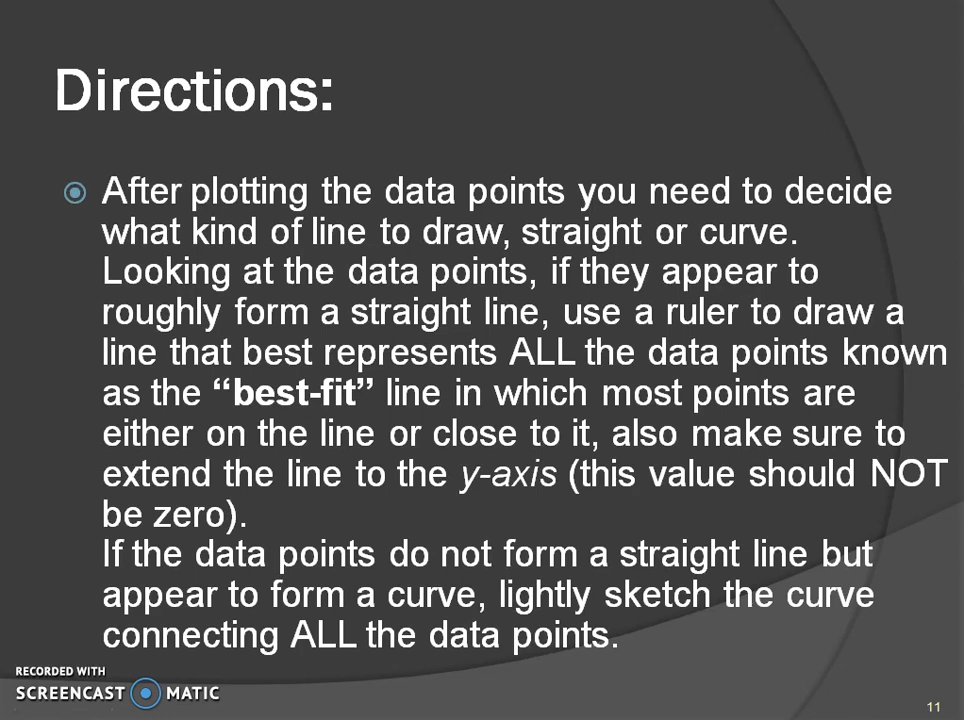 Directions:
After plotting the data points you need to decide
what kind of line to draw, straight or curve.
Looking at the data points, if they appear to
roughly form a straight line, use a ruler to draw a
line that best represents ALL the data points known
as the “best-fit” line in which most points are
either on the line or close to it, also make sure to
extend the line to the y-axis (this value should NOT
be zero).
If the data points do not form a straight line but
appear to form a curve, lightly sketch the curve
connecting ALL the data points.
RECORDED WITH
SCREENCAST MATIC
11